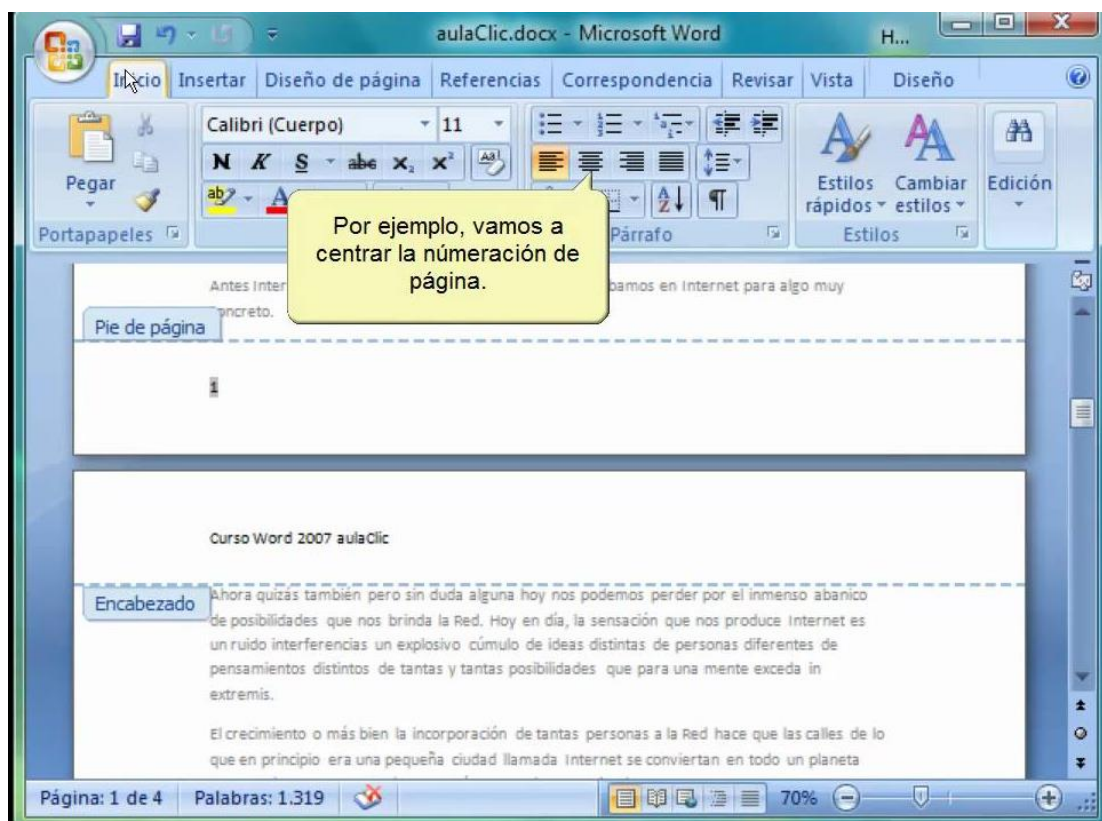 aulaClic.docx - Microsoft Word H...
Inicio Insertar Diseño de página Referencias Correspondencia Revisar Vista Diseño
Calibri (Cuerpo) 11
N K S abe x₂ x² Aa
Pegar
ab A
Estilos rápidos
Cambiar estilos
Edición
Portapapeles Párrafo Estilos
Por ejemplo, vamos a
centrar la númeración de
página.
Antes bamos en Internet para algo muy
concreto.
Pie de página
1
Curso Word 2007 aulaClic
Encabezado
Ahora quizás también pero sin duda alguna hoy nos podemos perder por el inmenso abanico
de posibilidades que nos brinda la Red. Hoy en día, la sensación que nos produce Internet es
un ruido interferencias un explosivo cúmulo de ideas distintas de personas diferentes de
pensamientos distintos de tantas y tantas posibilidades que para una mente exceda in
extremis.
El crecimiento o más bien la incorporación de tantas personas a la Red hace que las calles de lo
que en principio era una pequeña ciudad llamada Internet se conviertan en todo un planeta
Página: 1 de 4 Palabras: 1.319 70%